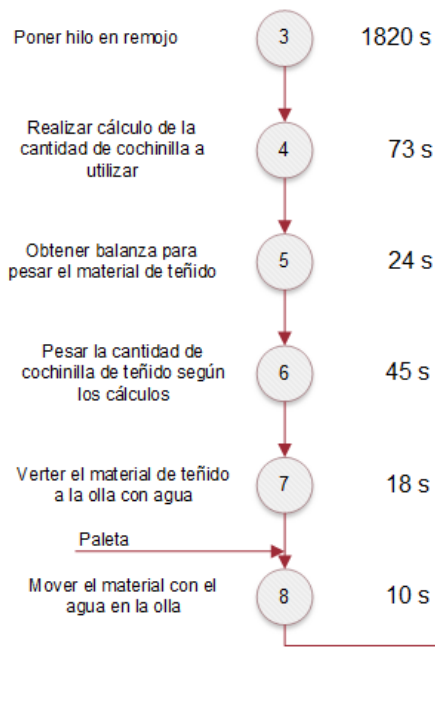 Poner hilo en remojo
3
1820 s
Realizar cálculo de la
cantidad de cochinilla a
utilizar
4
73 s
Obtener balanza para
pesar el material de teñido
5
24 s
Pesar la cantidad de
cochinilla de teñido según
los cálculos
6
45 s
Verter el material de teñido
a la olla con agua
7
18 s
Paleta
Mover el material con el
agua en la olla
8
10 s